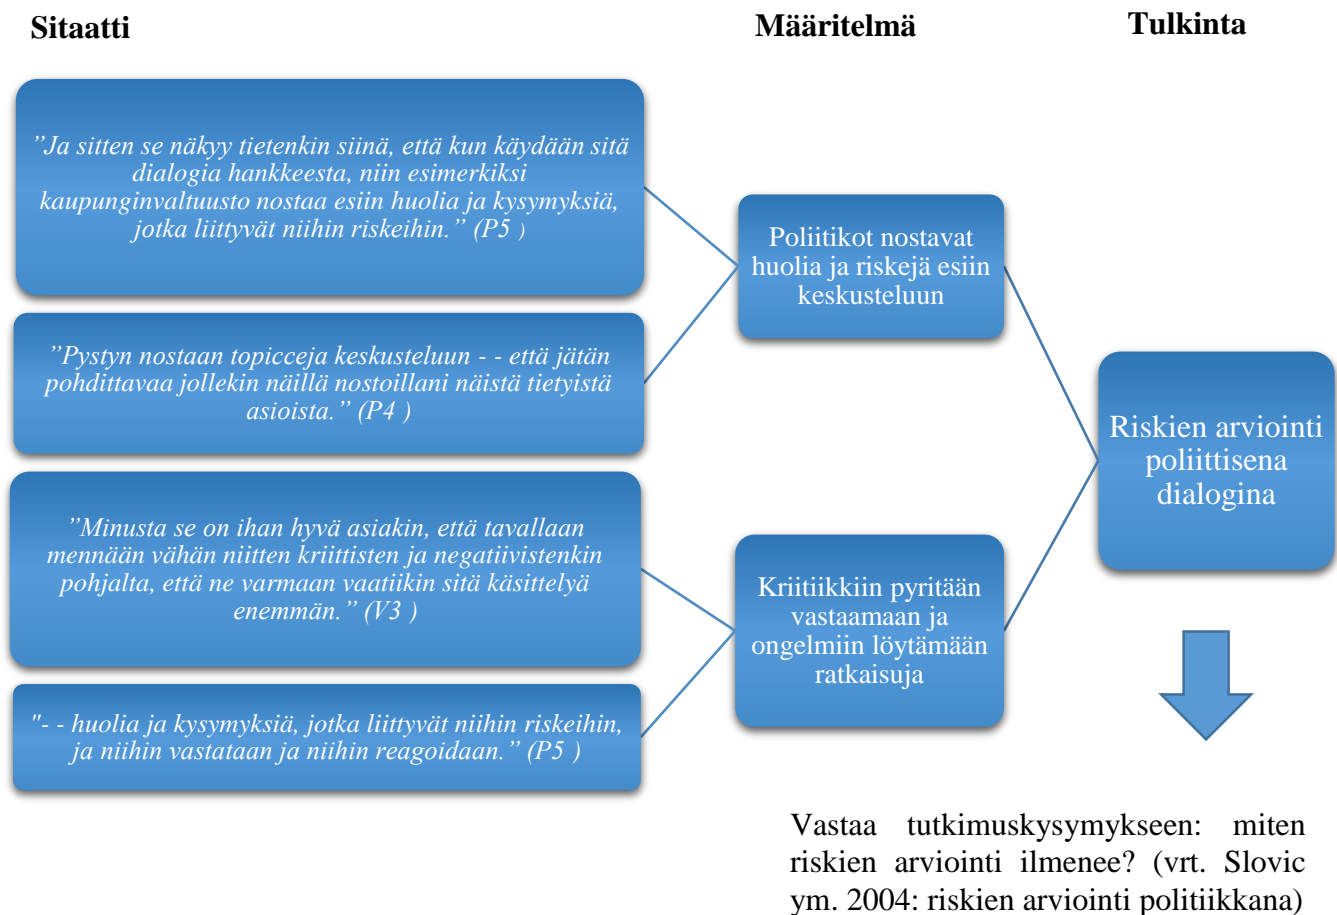 Sitaatti
Määritelmä
Tulkinta
”Ja sitten se näkyy tietenkin siinä, että kun käydään sitä
dialogia hankkeesta, niin esimerkiksi
kaupunginvaltuusto nostaa esiin huolia ja kysymyksiä,
jotka liittyvät niihin riskeihin.” (P5 )
”Pystyn nostaan topicceja keskusteluun - - että jätän
pohdittavaa jollekin näillä nostoillani näistä tietyistä
asioista.” (P4 )
”Minusta se on ihan hyvä asiakin, että tavallaan
mennään vähän niitten kriittisten ja negatiivistenkin
pohjalta, että ne varmaan vaatiikin sitä käsittelyä
enemmän.” (V3 )
"- - huolia ja kysymyksiä, jotka liittyvät niihin riskeihin,
ja niihin vastataan ja niihin reagoidaan.” (P5 )
Poliitikot nostavat
huolia ja riskejä esiin
keskusteluun
Kriitiikkiin pyritään
vastaamaan ja
ongelmiin löytämään
ratkaisuja
Riskien arviointi
poliittisena
dialogina
Vastaa tutkimuskysymykseen: miten
riskien arviointi ilmenee? (vrt. Slovic
ym. 2004: riskien arviointi politiikkana)